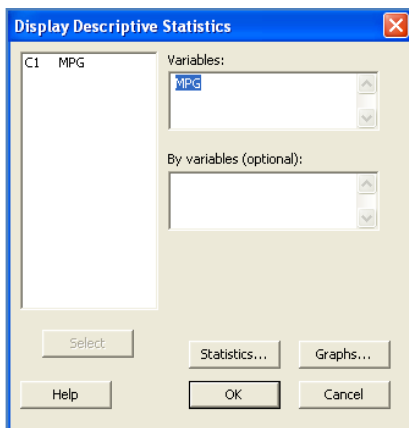 Display Descriptive Statistics
C1 MPG
Variables:
MPG
By variables (optional):
Select
Statistics...
Graphs...
Help
OK
Cancel